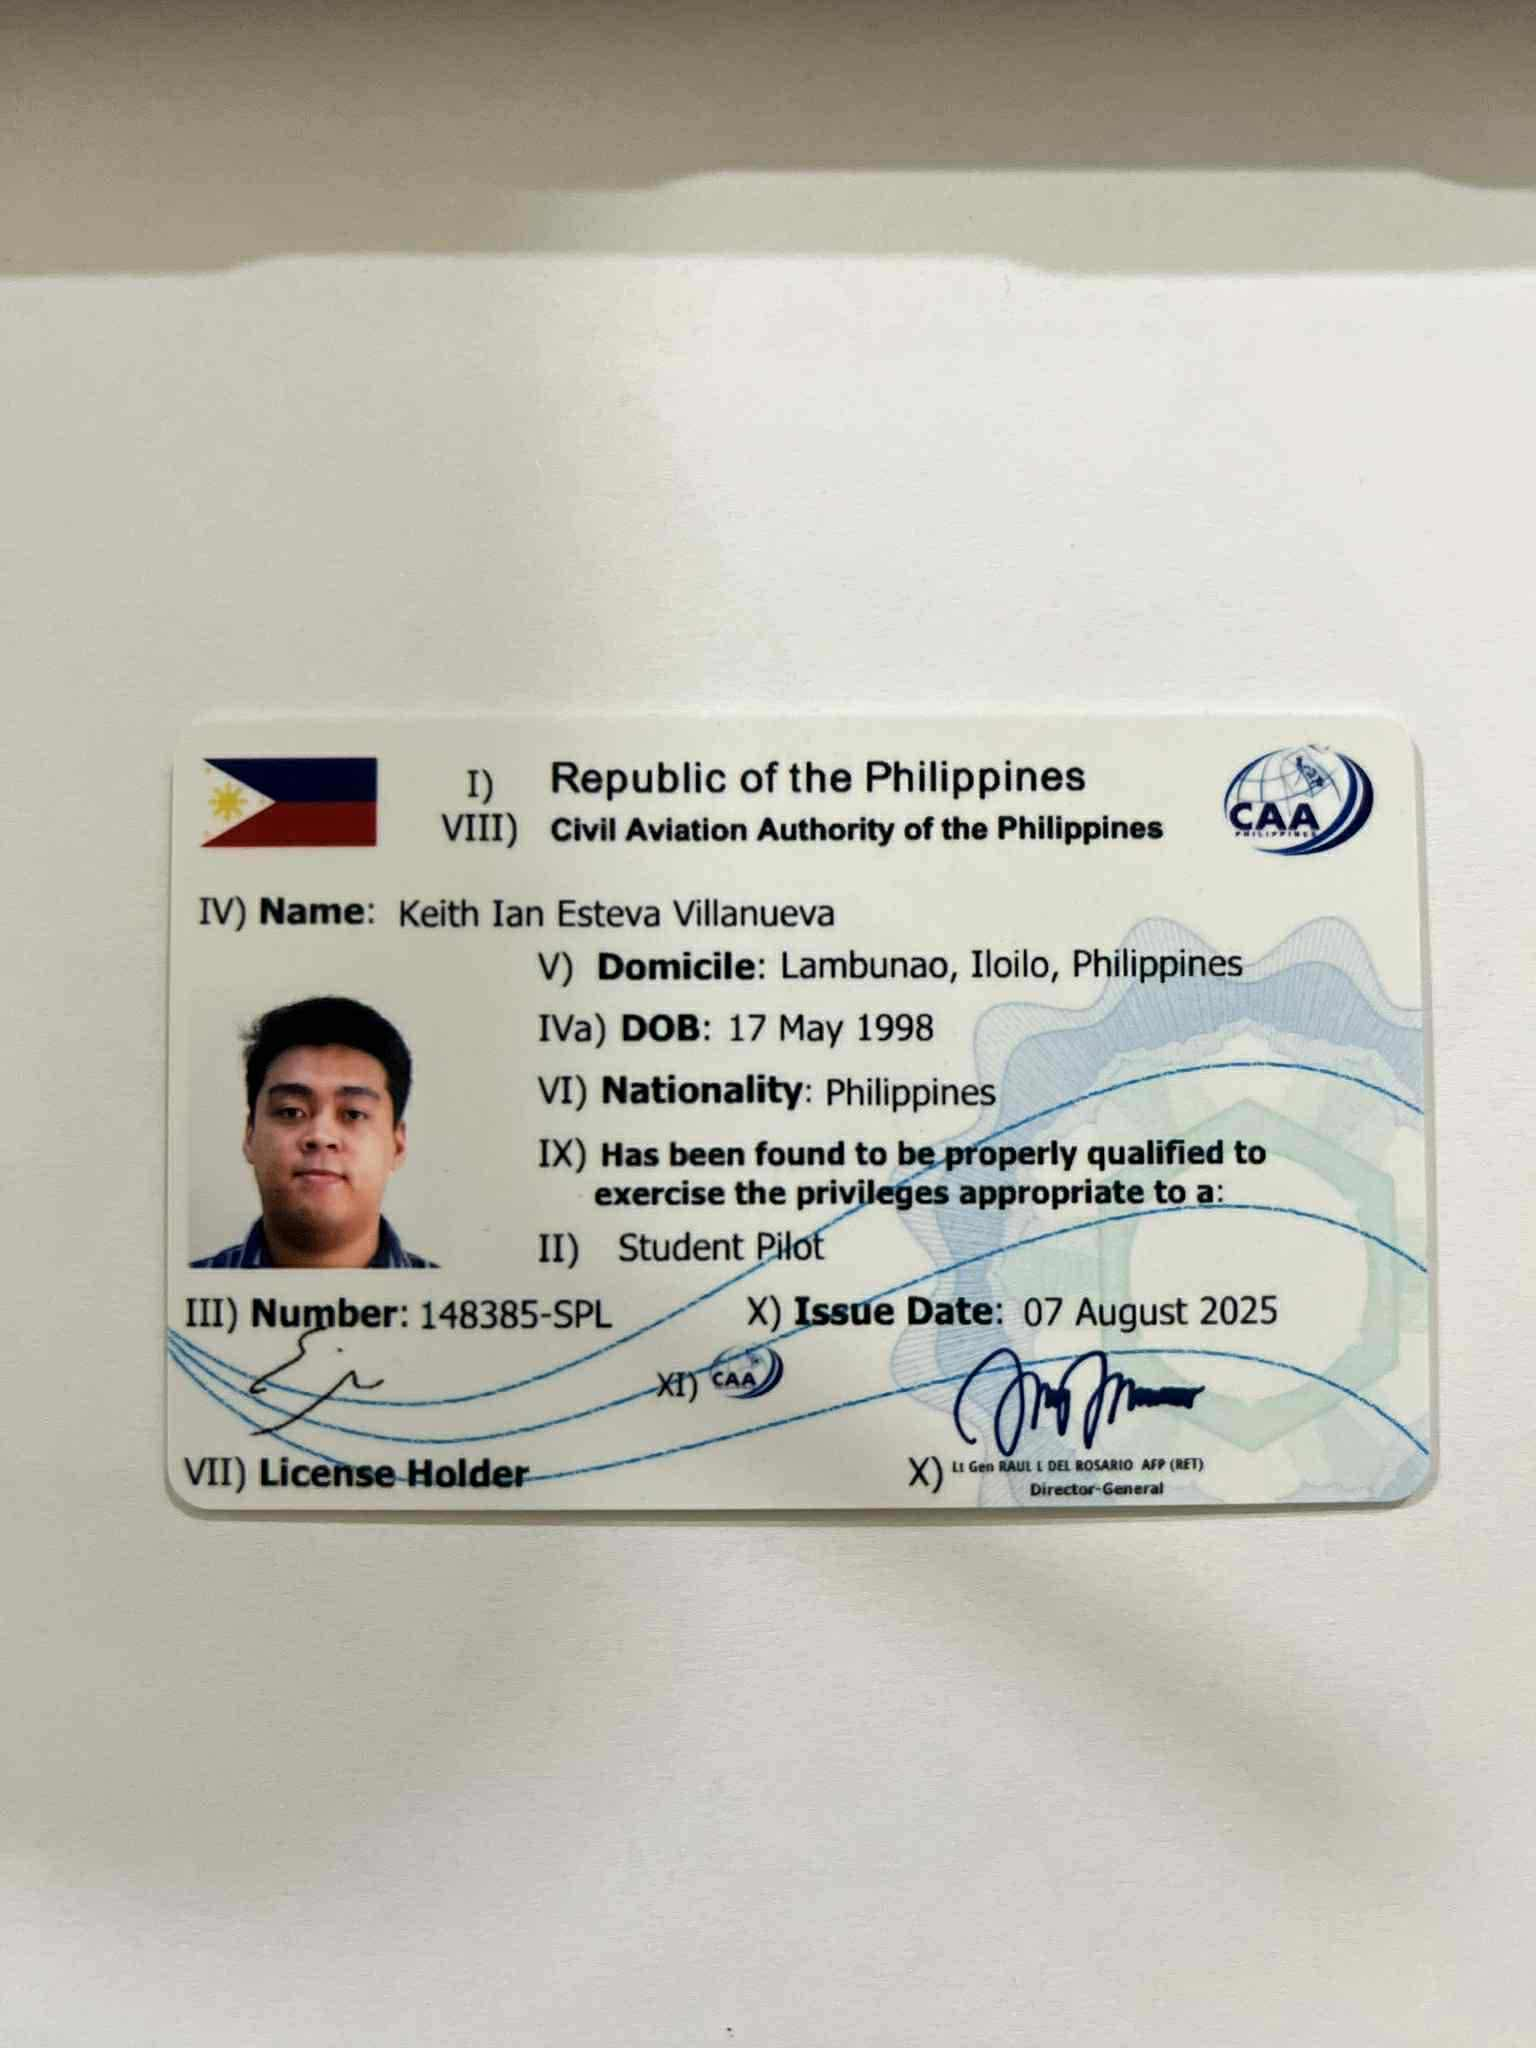 I) Republic of the Philippines
VIII) Civil Aviation Authority of the Philippines
CAA
PHILIPPINES
IV) Name: Keith Ian Esteva Villanueva
V) Domicile: Lambunao, Iloilo, Philippines
IVa) DOB: 17 May 1998
VI) Nationality: Philippines
IX) Has been found to be properly qualified to
exercise the privileges appropriate to a:
II) Student Pilot
III) Number: 148385-SPL
X) Issue Date: 07 August 2025
XI) CAA
VII) License Holder
X) Lt Gen RAUL L DEL ROSARIO AFP (RET)
Director-General